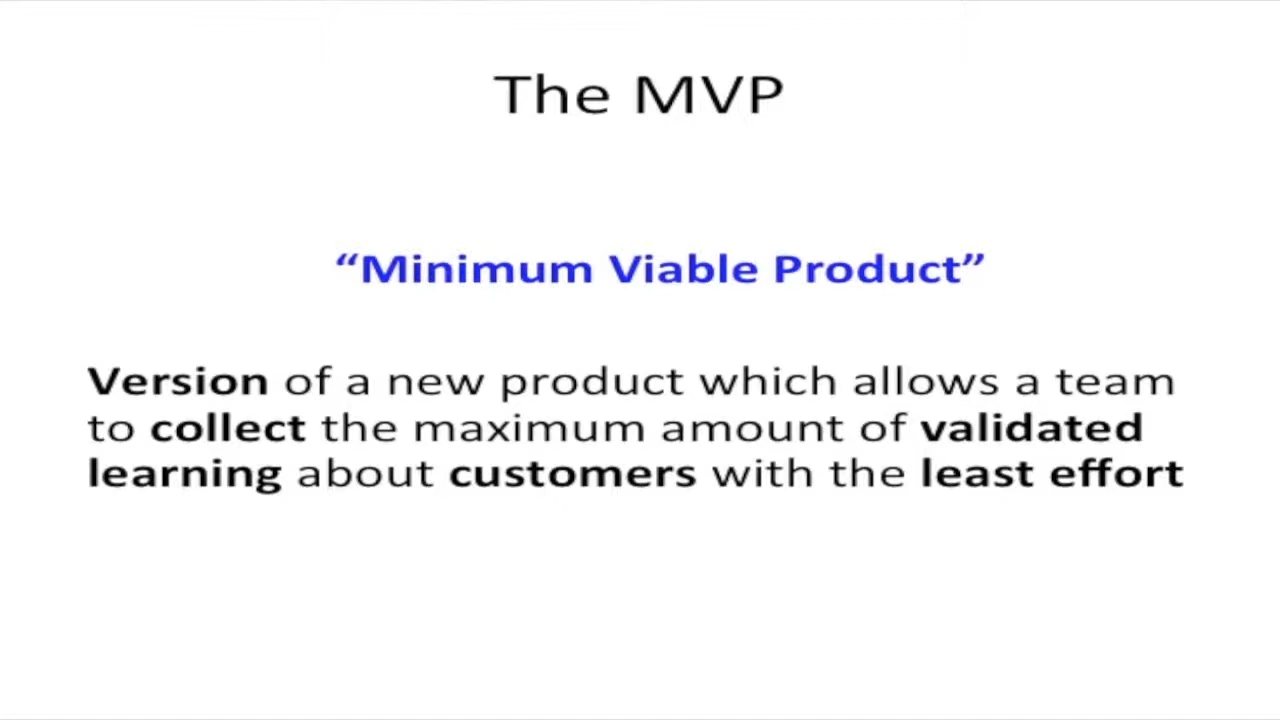 The MVP
“Minimum Viable Product”
Version of a new product which allows a team
to collect the maximum amount of validated
learning about customers with the least effort